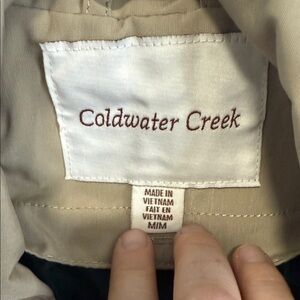 Coldwater Creek
MADE IN
VIETNAM
FAIT EN
VIETNAM
M/M